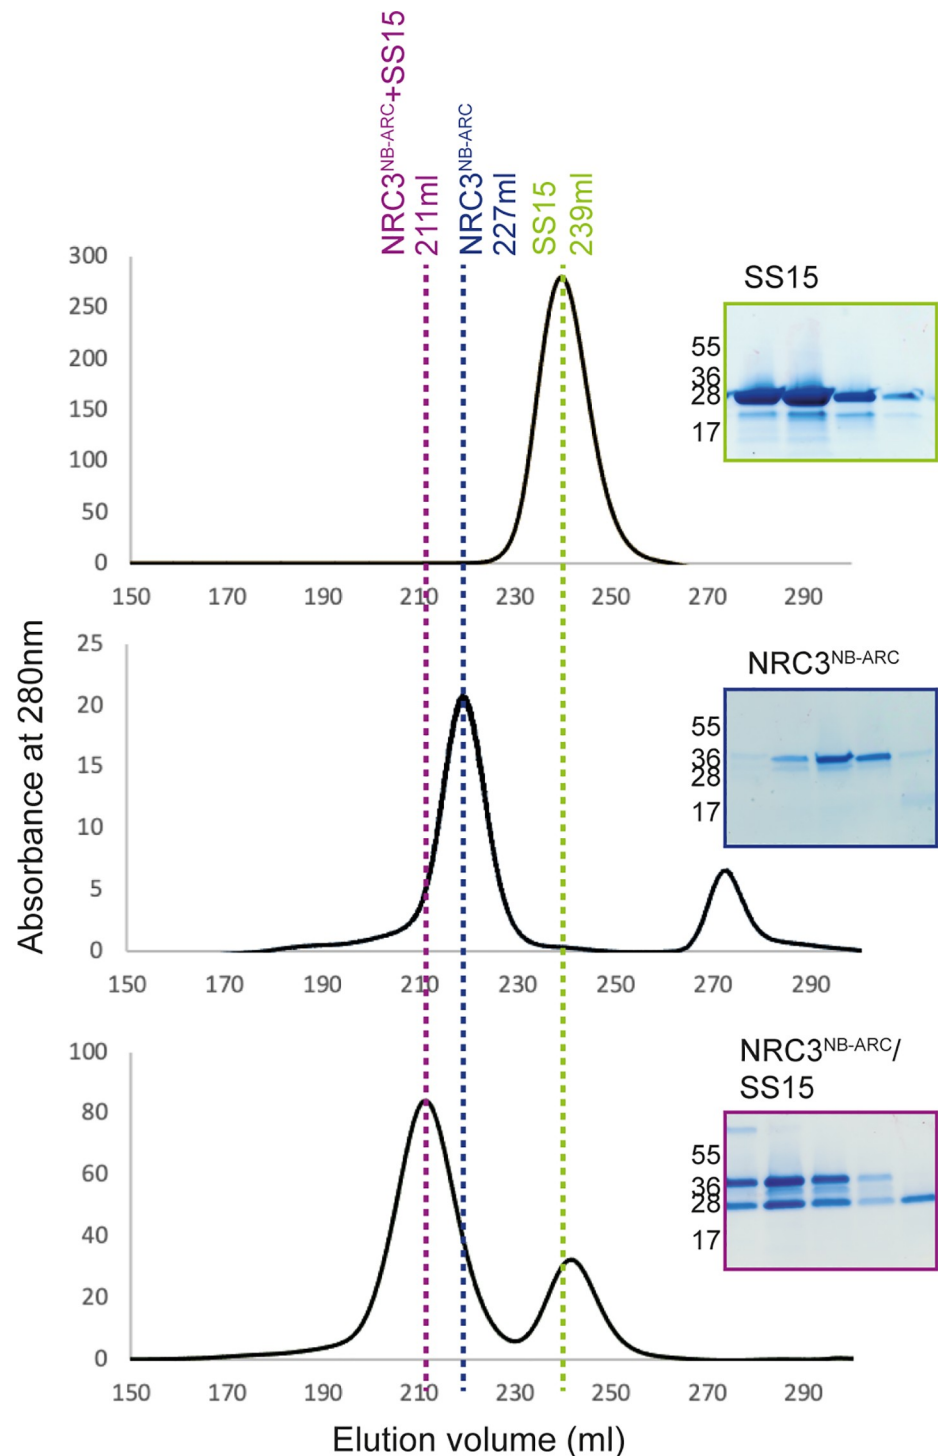 NRC3NB-ARC+SS15
211ml
NRC3NB-ARC
227ml
SS15
239ml
300
250
200
150
100
50
0
150 170 190 210 230 250 270 290
SS15
55
36
28
17
25
20
15
10
5
0
150 170 190 210 230 250 270 290
NRC3NB-ARC
55
36
28
17
100
80
60
40
20
0
150 170 190 210 230 250 270 290
NRC3NB-ARC/
SS15
55
36
28
17
Absorbance at 280nm
Elution volume (ml)